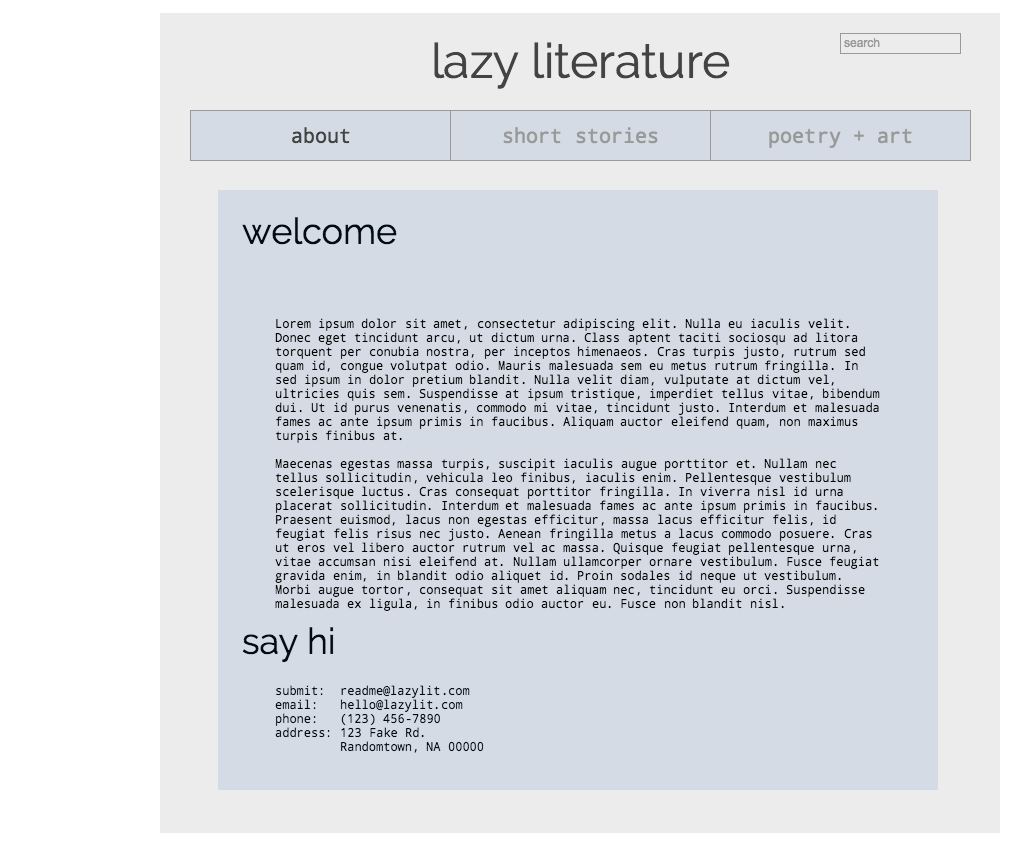 lazy literature
search
about
short stories
poetry + art
welcome
Lorem ipsum dolor sit amet, consectetur adipiscing elit. Nulla eu iaculis velit.
Donec eget tincidunt arcu, ut dictum urna. Class aptent taciti sociosqu ad litora
torquent per conubia nostra, per inceptos himenaeos. Cras turpis justo, rutrum sed
quam id, congue volutpat odio. Mauris malesuada sem eu metus rutrum fringilla. In
sed ipsum in dolor pretium blandit. Nulla velit diam, vulputate at dictum vel,
ultricies quis sem. Suspendisse at ipsum tristique, imperdiet tellus vitae, bibendum
dui. Ut id purus venenatis, commodo mi vitae, tincidunt justo. Interdum et malesuada
fames ac ante ipsum primis in faucibus. Aliquam auctor eleifend quam, non maximus
turpis finibus at.
Maecenas egestas massa turpis, suscipit iaculis augue porttitor et. Nullam nec
tellus sollicitudin, vehicula leo finibus, iaculis enim. Pellentesque vestibulum
scelerisque luctus. Cras consequat porttitor fringilla. In viverra nisl id urna
placerat sollicitudin. Interdum et malesuada fames ac ante ipsum primis in faucibus.
Praesent euismod, lacus non egestas efficitur, massa lacus efficitur felis, id
feugiat felis risus nec justo. Aenean fringilla metus a lacus commodo posuere. Cras
ut eros vel libero auctor rutrum vel ac massa. Quisque feugiat pellentesque urna,
vitae accumsan nisi eleifend at. Nullam ullamcorper ornare vestibulum. Fusce feugiat
gravida enim, in blandit odio aliquet id. Proin sodales id neque ut vestibulum.
Morbi augue tortor, consequat sit amet aliquam nec, tincidunt eu orci. Suspendisse
malesuada ex ligula, in finibus odio auctor eu. Fusce non blandit nisl.
say hi
submit: readme@lazylit.com
email: hello@lazylit.com
phone: (123) 456-7890
address: 123 Fake Rd.
Randomtown, NA 00000